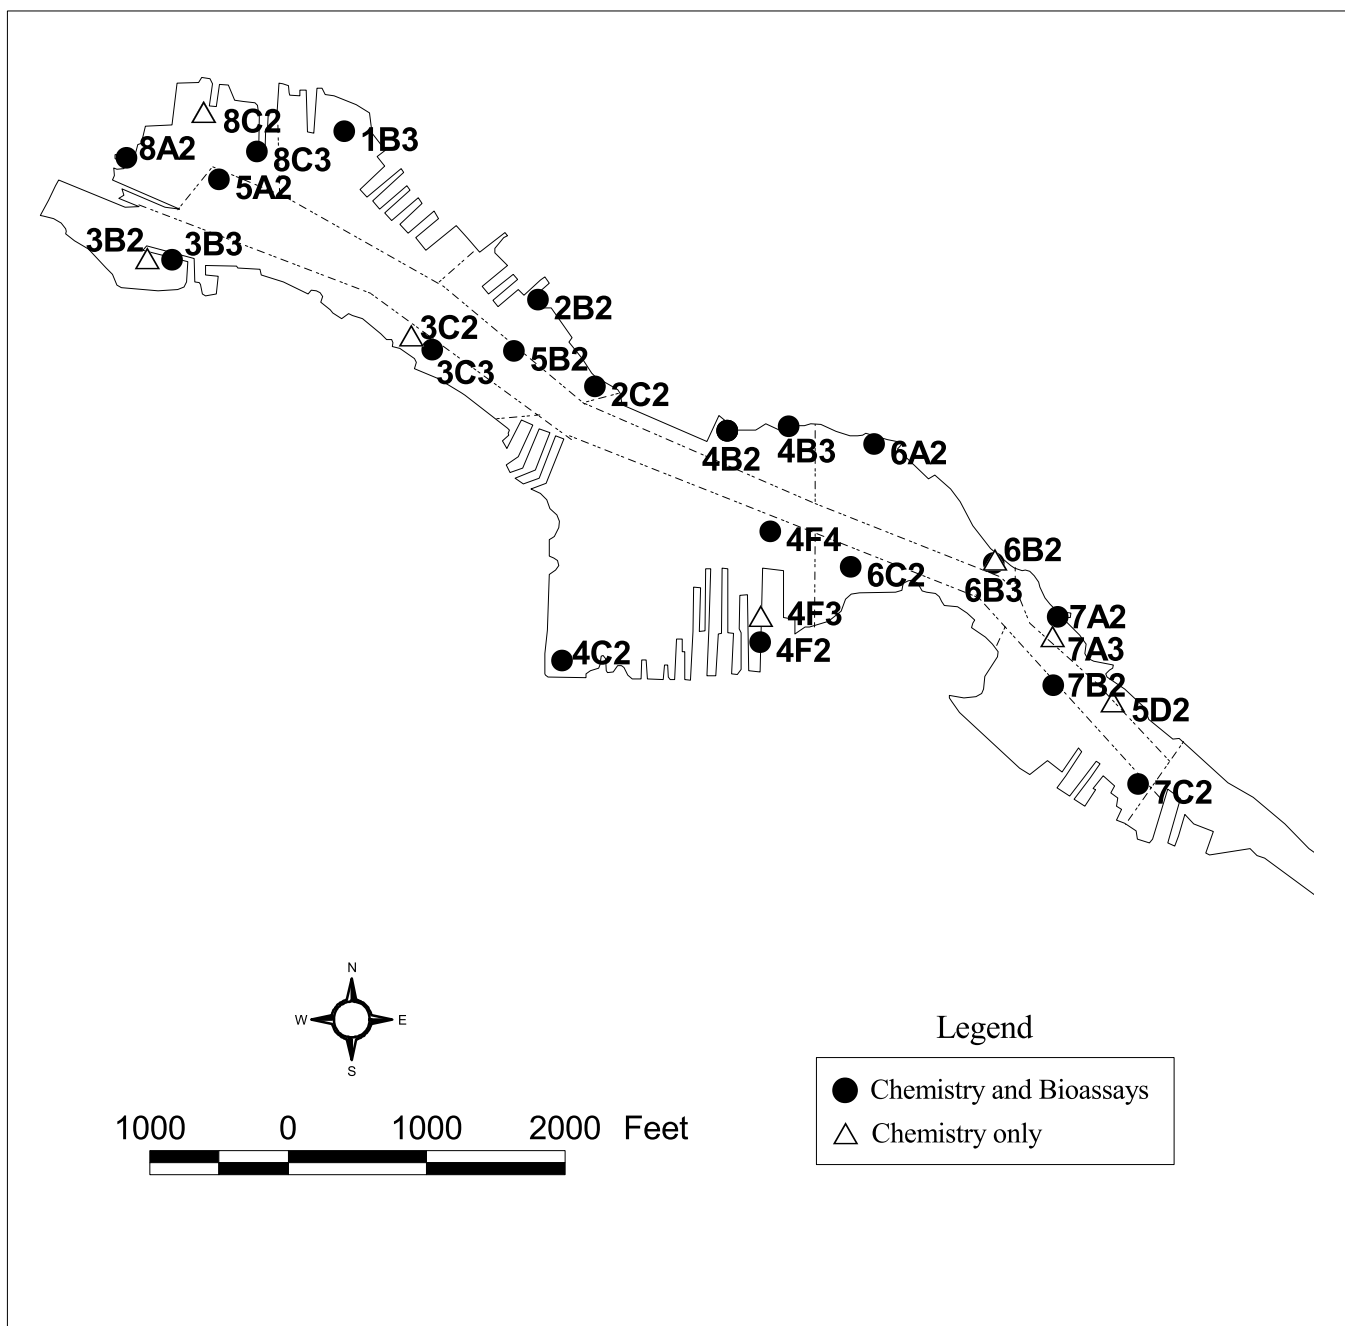 8C2
1B3
8A2
8C3
5A2
3B2
3B3
2B2
3C2
5B2
3C3
2C2
4B3
4B2
6A2
4F4
6B2
6C2
6B3
4F3
7A2
4F2
7A3
4C2
7B2
5D2
7C2
N
W
E
S
Legend
Chemistry and Bioassays
Chemistry only
1000 0 1000 2000 Feet